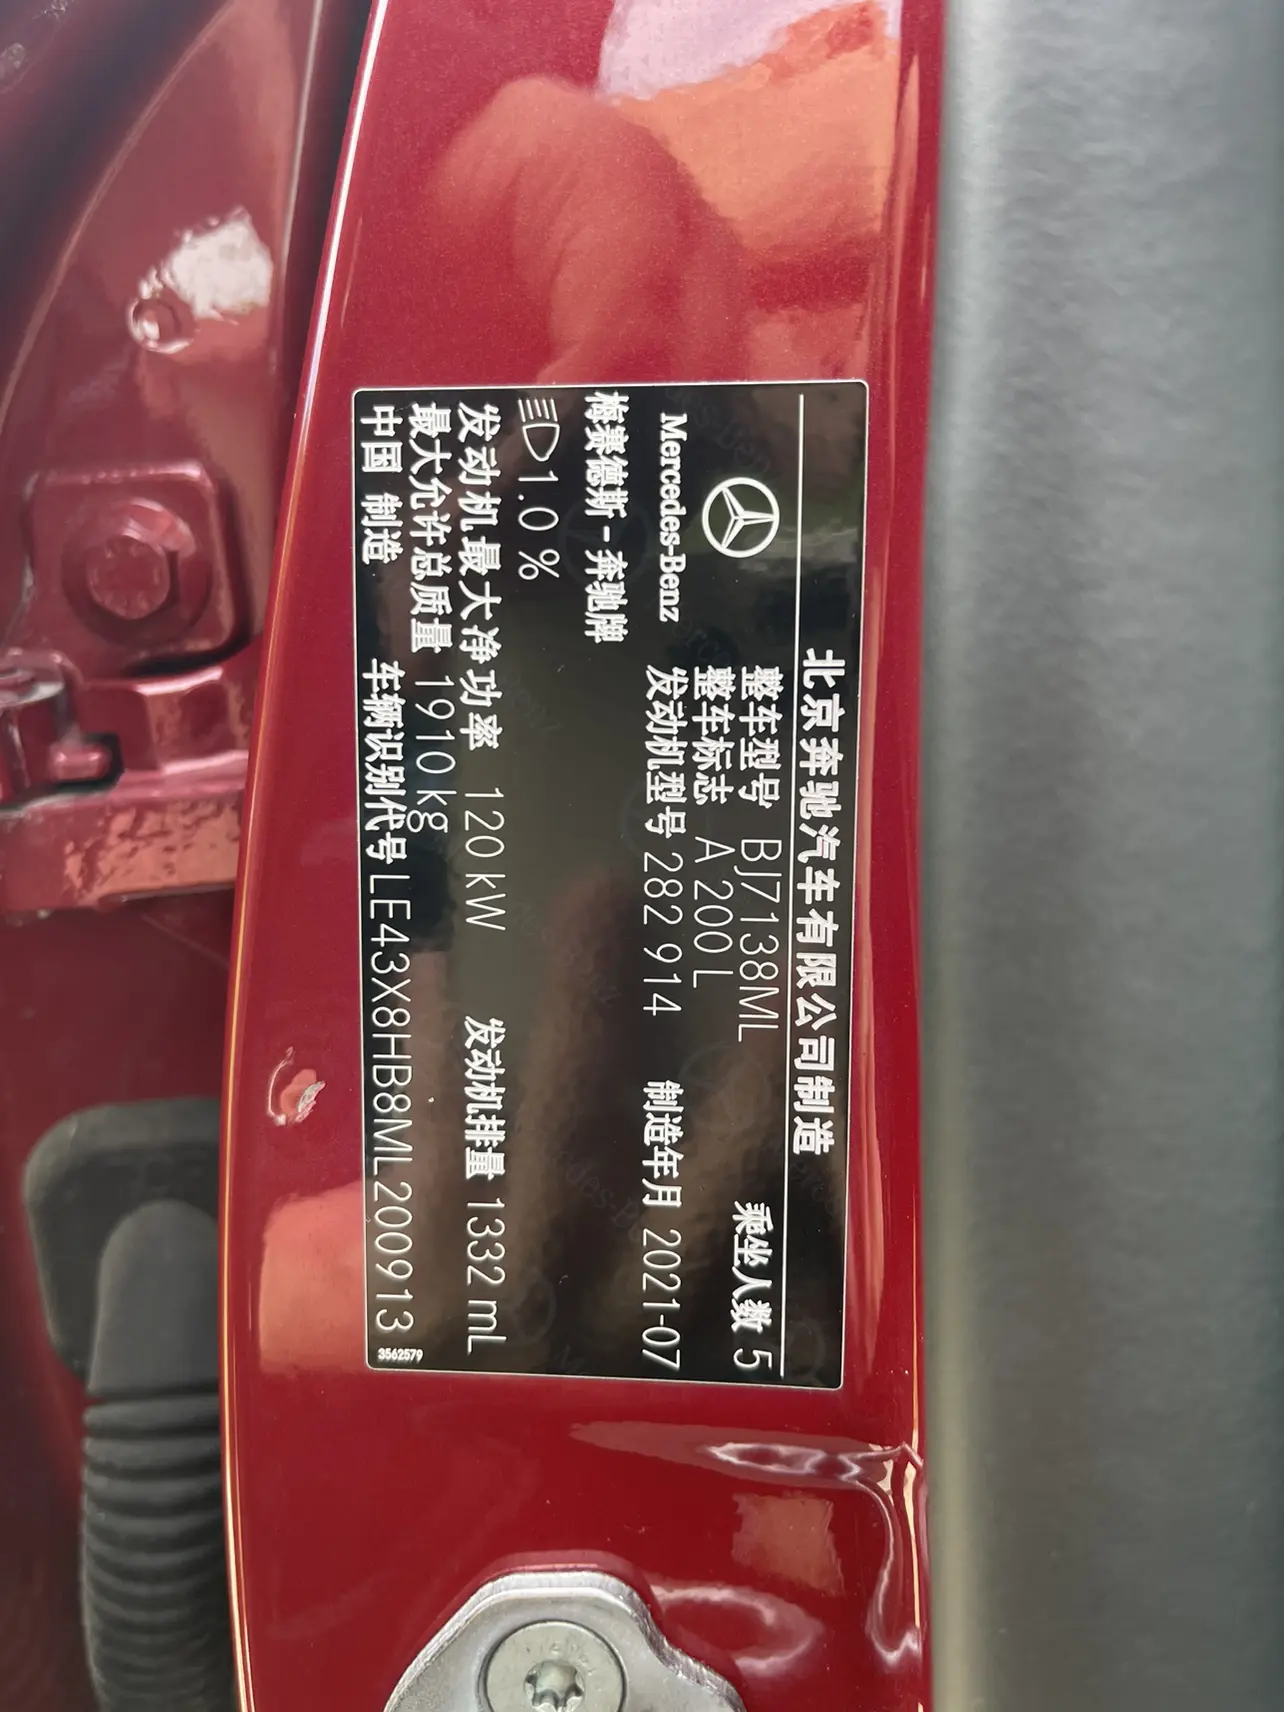 北京奔驰汽车有限公司制造
整车型号 BJ7138ML 乘坐人数 5
整车标志 A 200 L
Mercedes-Benz 发动机型号 282 914 制造年月 2021-07
梅赛德斯-奔驰牌
1.0 %
发动机最大净功率 120 kW 发动机排量 1332 mL
最大允许总质量 1910 kg
中国 制造 车辆识别代号 LE43X8HB8ML200913
3562579